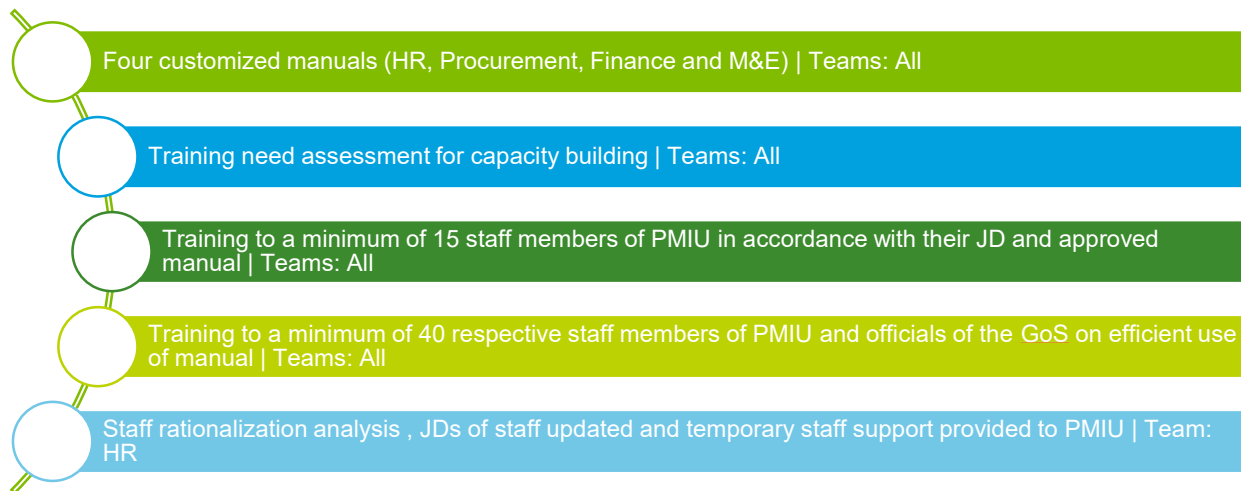 Four customized manuals (HR, Procurement, Finance and M&E) | Teams: All
Training need assessment for capacity building | Teams: All
Training to a minimum of 15 staff members of PMIU in accordance with their JD and approved
manual | Teams: All
Training to a minimum of 40 respective staff members of PMIU and officials of the GoS on efficient use
of manual | Teams: All
Staff rationalization analysis , JDs of staff updated and temporary staff support provided to PMIU | Team:
HR